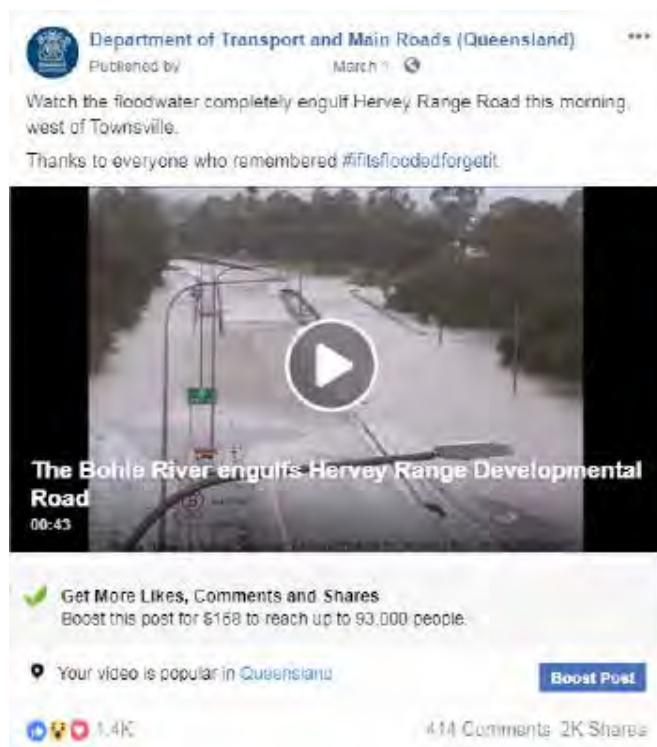 Department of Transport and Main Roads (Queensland)
Published by March 1
Watch the floodwater completely engulf Hervey Range Road this morning,
west of Townsville.
Thanks to everyone who remembered #ifitsfloodedforgetit
The Bohle River engulfs Hervey Range Developmental
Road
00:43
Get More Likes, Comments and Shares
Boost this post for $168 to reach up to 93,000 people.
Your video is popular in Queensland
Boost Post
1.4K
414 Comments 2K Shares